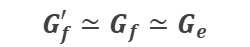 G′f ≃ Gf ≃ Ge